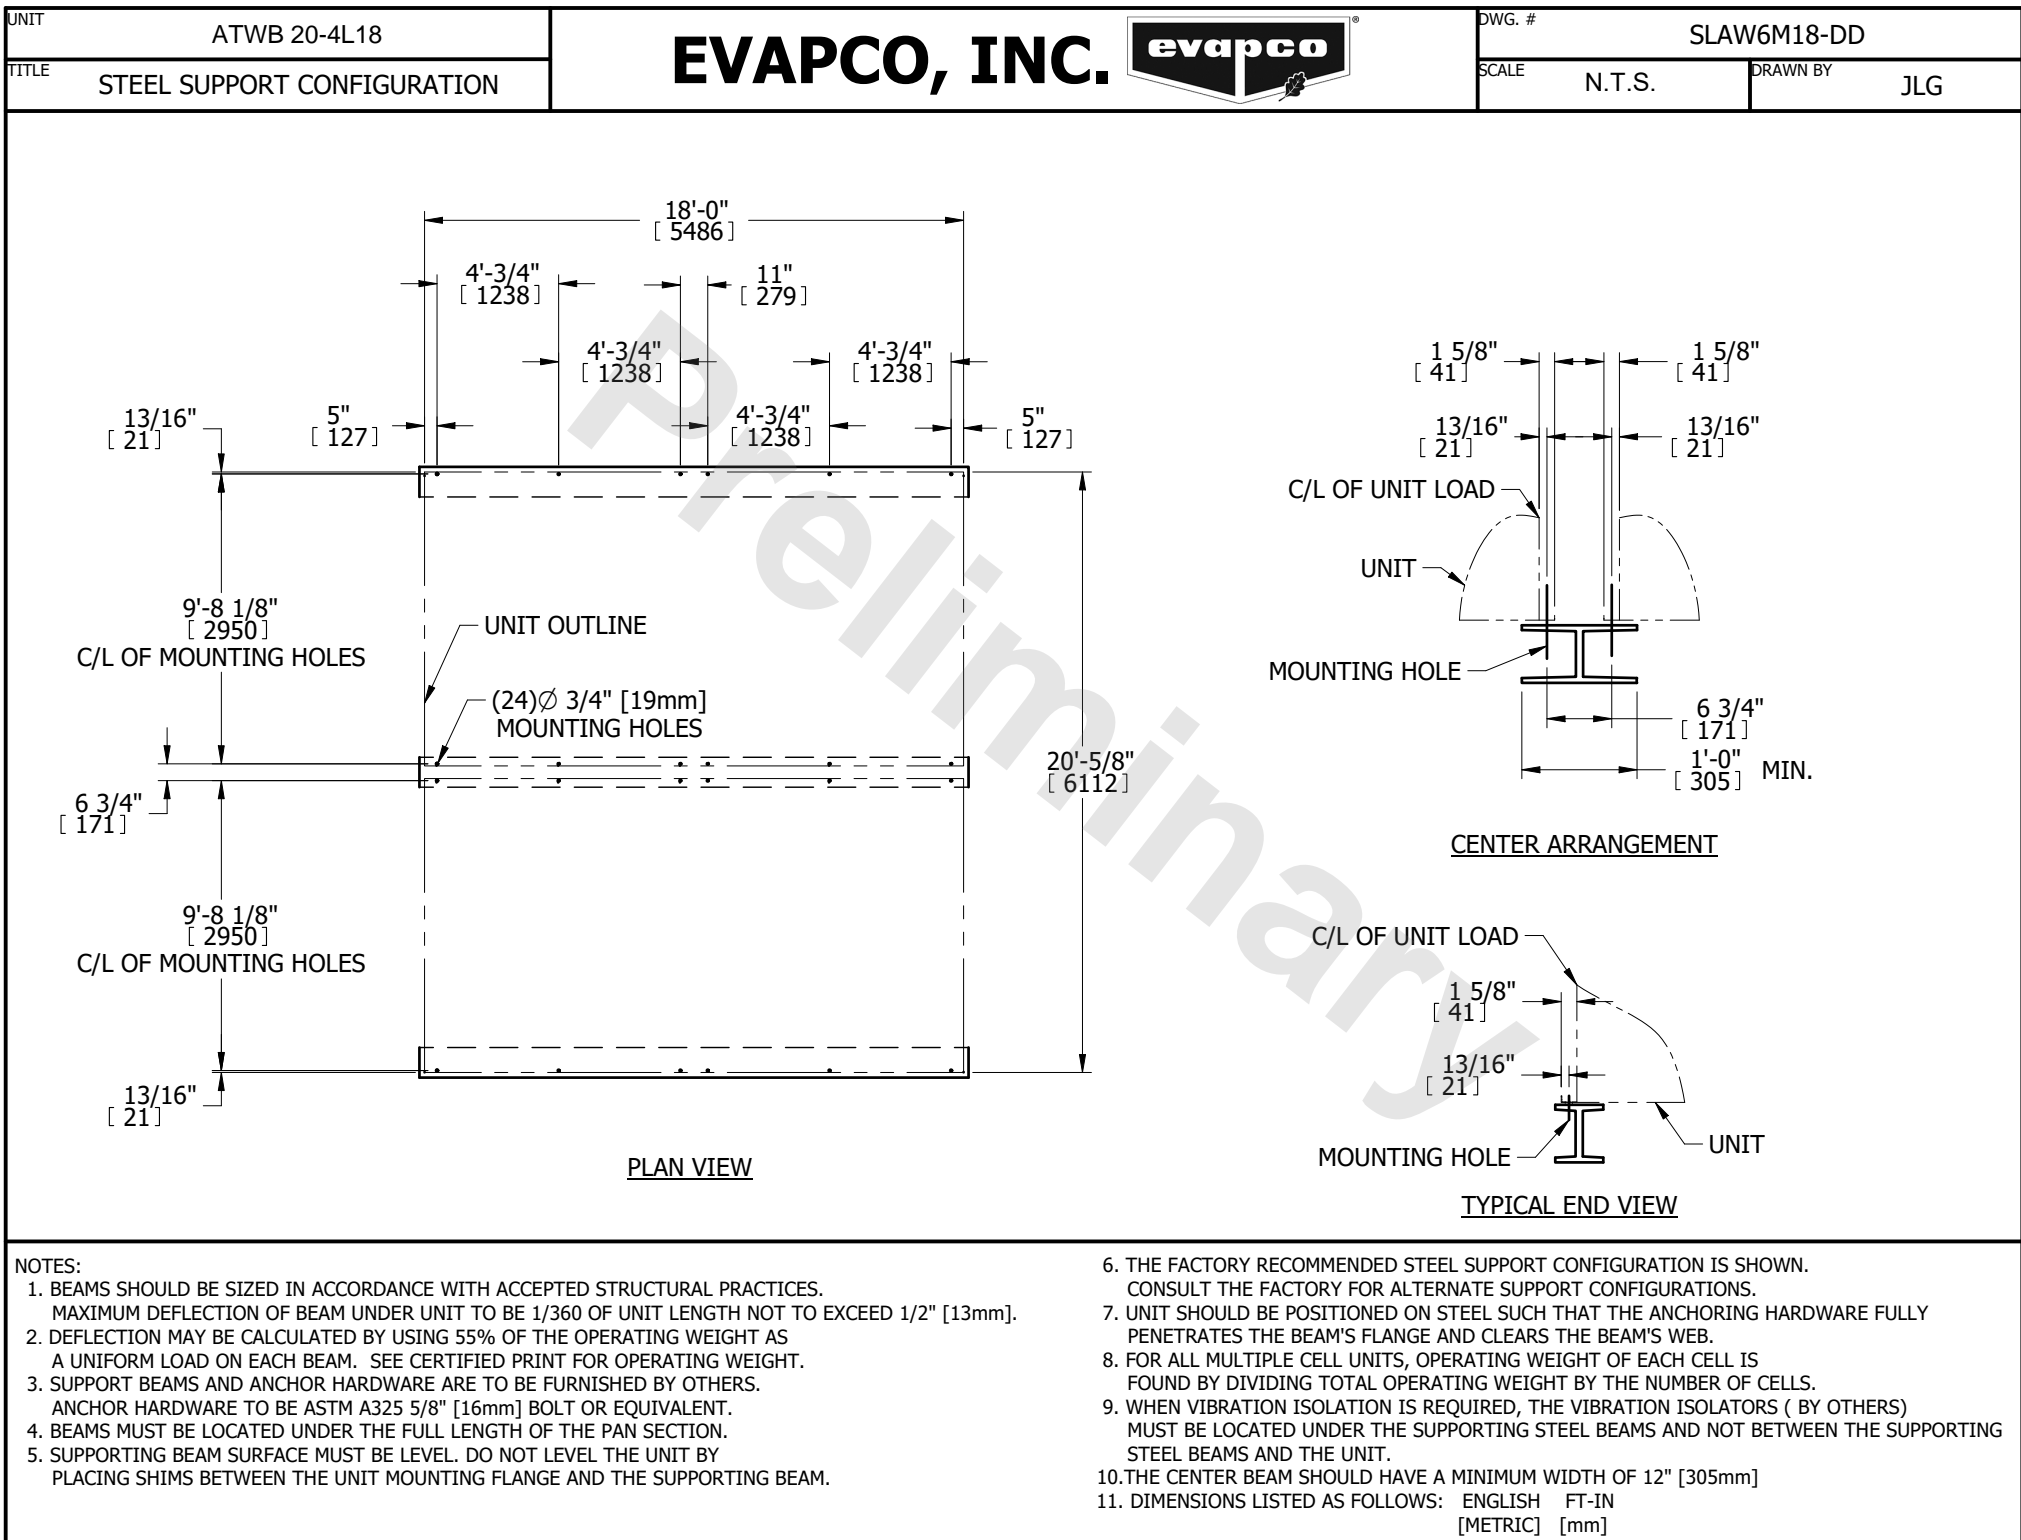 UNIT
ATWB 20-4L18
TITLE
STEEL SUPPORT CONFIGURATION
EVAPCO, INC.
evapco
®
DWG. #
SLAW6M18-DD
SCALE
N.T.S.
DRAWN BY
JLG
18'-0"
[ 5486 ]
4'-3/4"
[ 1238 ]
11"
[ 279 ]
4'-3/4"
[ 1238 ]
4'-3/4"
[ 1238 ]
13/16"
[ 21 ]
5"
[ 127 ]
4'-3/4"
[ 1238 ]
5"
[ 127 ]
9'-8 1/8"
[ 2950 ]
C/L OF MOUNTING HOLES
UNIT OUTLINE
(24)∅ 3/4" [19mm]
MOUNTING HOLES
6 3/4"
[ 171 ]
20'-5/8"
[ 6112 ]
9'-8 1/8"
[ 2950 ]
C/L OF MOUNTING HOLES
13/16"
[ 21 ]
PLAN VIEW
Preliminary
1 5/8"
[ 41 ]
1 5/8"
[ 41 ]
13/16"
[ 21 ]
13/16"
[ 21 ]
C/L OF UNIT LOAD
UNIT
MOUNTING HOLE
6 3/4"
[ 171 ]
1'-0"
[ 305 ] MIN.
CENTER ARRANGEMENT
C/L OF UNIT LOAD
1 5/8"
[ 41 ]
13/16"
[ 21 ]
MOUNTING HOLE
UNIT
TYPICAL END VIEW
NOTES:
1. BEAMS SHOULD BE SIZED IN ACCORDANCE WITH ACCEPTED STRUCTURAL PRACTICES.
MAXIMUM DEFLECTION OF BEAM UNDER UNIT TO BE 1/360 OF UNIT LENGTH NOT TO EXCEED 1/2" [13mm].
2. DEFLECTION MAY BE CALCULATED BY USING 55% OF THE OPERATING WEIGHT AS
A UNIFORM LOAD ON EACH BEAM. SEE CERTIFIED PRINT FOR OPERATING WEIGHT.
3. SUPPORT BEAMS AND ANCHOR HARDWARE ARE TO BE FURNISHED BY OTHERS.
ANCHOR HARDWARE TO BE ASTM A325 5/8" [16mm] BOLT OR EQUIVALENT.
4. BEAMS MUST BE LOCATED UNDER THE FULL LENGTH OF THE PAN SECTION.
5. SUPPORTING BEAM SURFACE MUST BE LEVEL. DO NOT LEVEL THE UNIT BY
PLACING SHIMS BETWEEN THE UNIT MOUNTING FLANGE AND THE SUPPORTING BEAM.
6. THE FACTORY RECOMMENDED STEEL SUPPORT CONFIGURATION IS SHOWN.
CONSULT THE FACTORY FOR ALTERNATE SUPPORT CONFIGURATIONS.
7. UNIT SHOULD BE POSITIONED ON STEEL SUCH THAT THE ANCHORING HARDWARE FULLY
PENETRATES THE BEAM'S FLANGE AND CLEARS THE BEAM'S WEB.
8. FOR ALL MULTIPLE CELL UNITS, OPERATING WEIGHT OF EACH CELL IS
FOUND BY DIVIDING TOTAL OPERATING WEIGHT BY THE NUMBER OF CELLS.
9. WHEN VIBRATION ISOLATION IS REQUIRED, THE VIBRATION ISOLATORS ( BY OTHERS)
MUST BE LOCATED UNDER THE SUPPORTING STEEL BEAMS AND NOT BETWEEN THE SUPPORTING
STEEL BEAMS AND THE UNIT.
10.THE CENTER BEAM SHOULD HAVE A MINIMUM WIDTH OF 12" [305mm]
11. DIMENSIONS LISTED AS FOLLOWS: ENGLISH FT-IN
[METRIC] [mm]